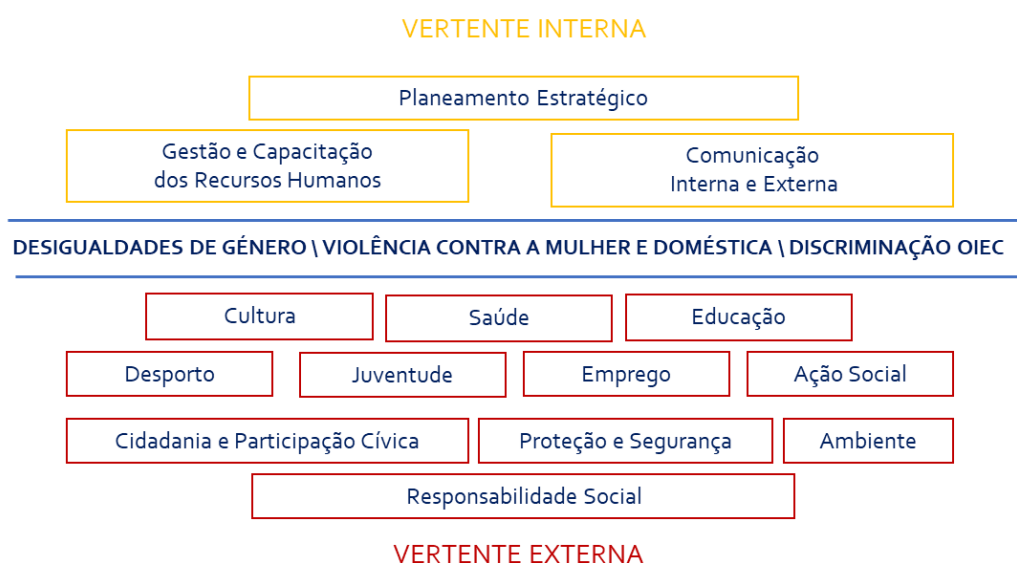 VERTENTE INTERNA
Planeamento Estratégico
Gestão e Capacitação
dos Recursos Humanos
Comunicação
Interna e Externa
DESIGUALDADES DE GÉNERO \ VIOLÊNCIA CONTRA A MULHER E DOMÉSTICA \ DISCRIMINAÇÃO OIEC
Cultura
Saúde
Educação
Desporto
Juventude
Emprego
Ação Social
Cidadania e Participação Cívica
Proteção e Segurança
Ambiente
Responsabilidade Social
VERTENTE EXTERNA